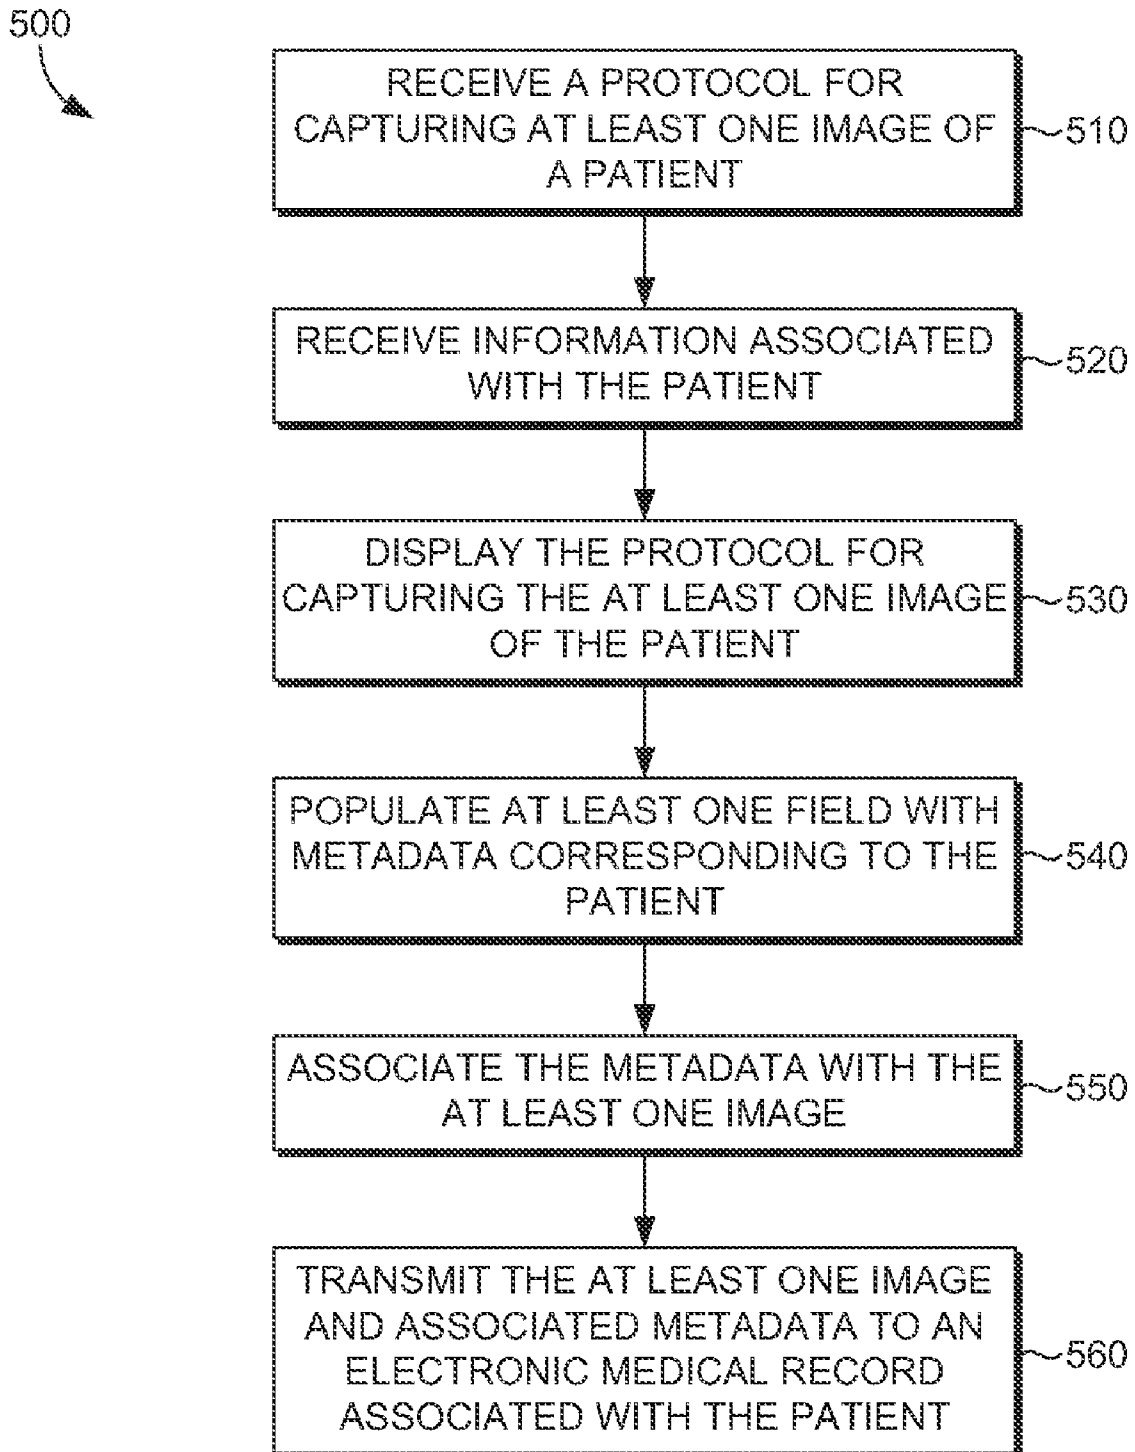 500
RECEIVE A PROTOCOL FOR
CAPTURING AT LEAST ONE IMAGE OF
A PATIENT
510
RECEIVE INFORMATION ASSOCIATED
WITH THE PATIENT
520
DISPLAY THE PROTOCOL FOR
CAPTURING THE AT LEAST ONE IMAGE
OF THE PATIENT
530
POPULATE AT LEAST ONE FIELD WITH
METADATA CORRESPONDING TO THE
PATIENT
540
ASSOCIATE THE METADATA WITH THE
AT LEAST ONE IMAGE
550
TRANSMIT THE AT LEAST ONE IMAGE
AND ASSOCIATED METADATA TO AN
ELECTRONIC MEDICAL RECORD
ASSOCIATED WITH THE PATIENT
560